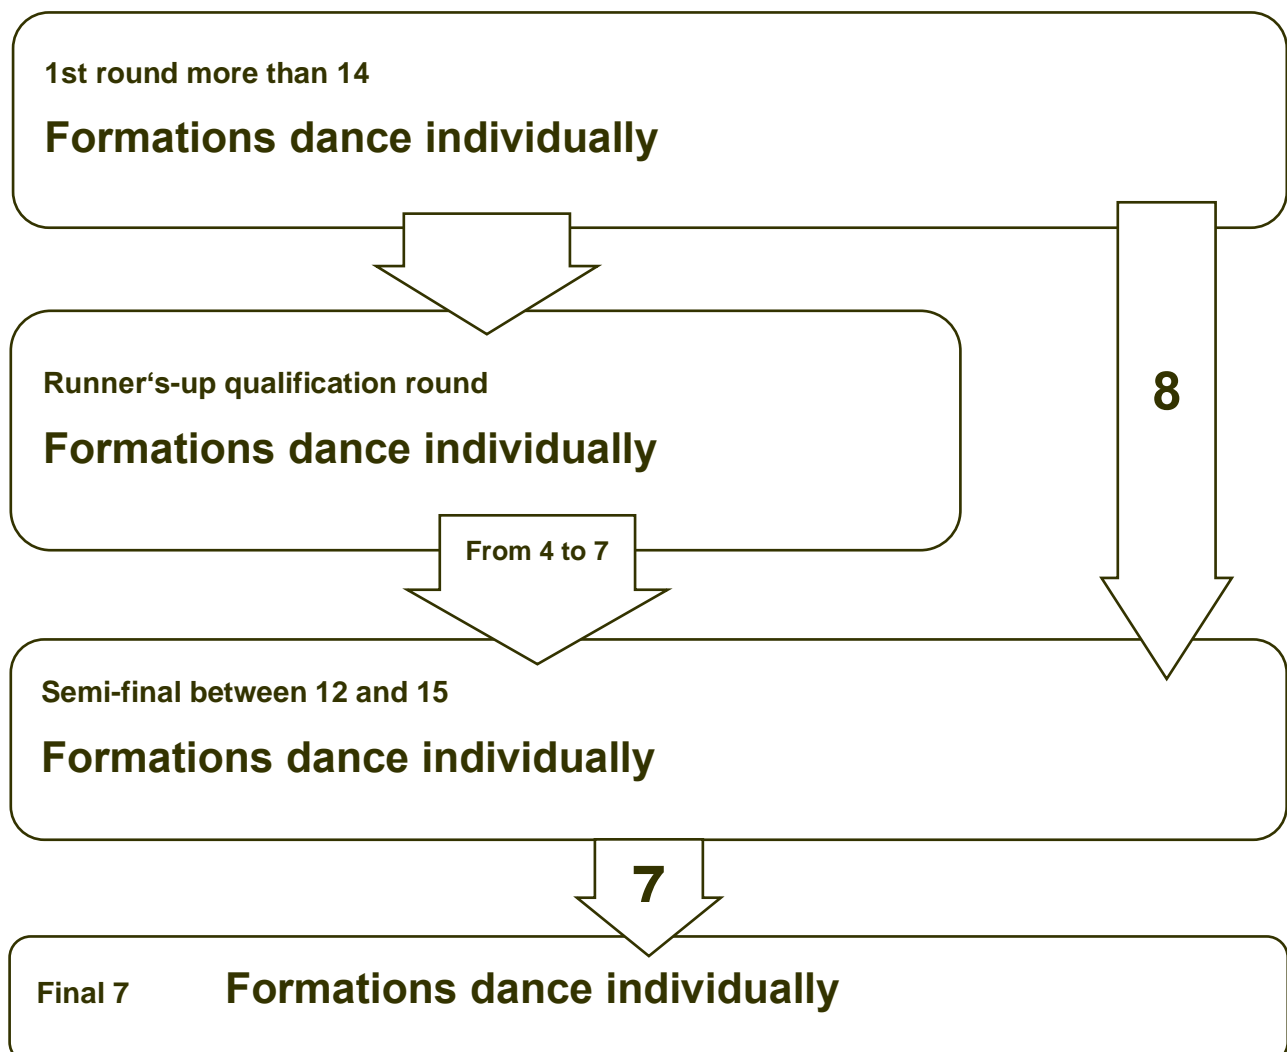 1st round more than 14
Formations dance individually
Runner‘s-up qualification round
Formations dance individually
8
From 4 to 7
Semi-final between 12 and 15
Formations dance individually
7
Final 7 Formations dance individually